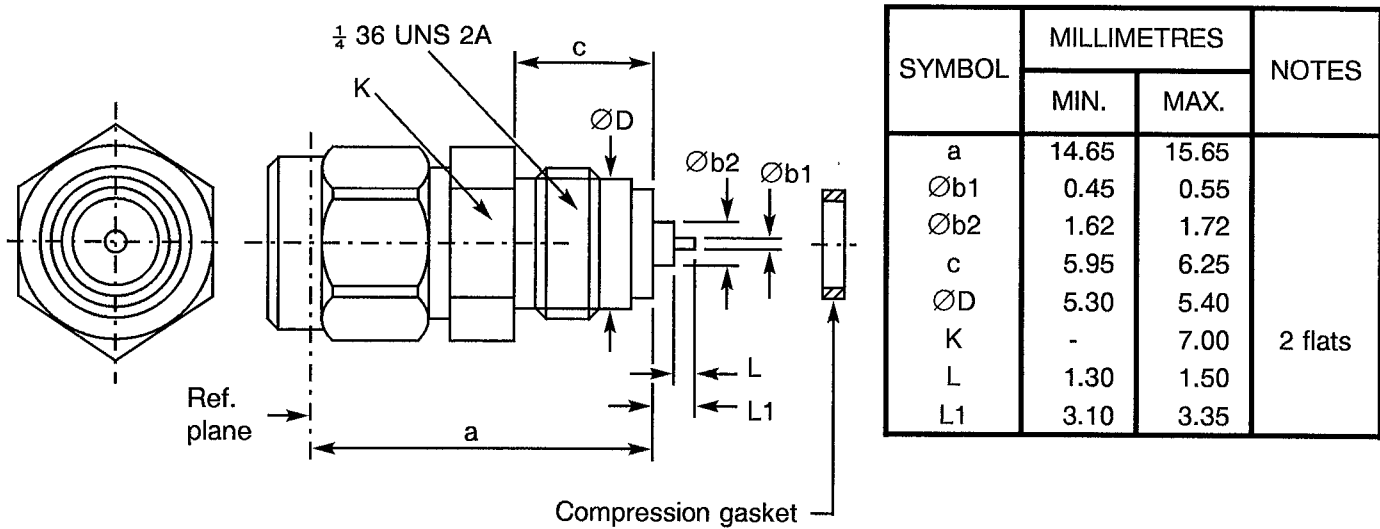 ¼ 36 UNS 2A
c
K
ØD
Øb2
Øb1
L
L1
Ref.
plane
a
Compression gasket
SYMBOL MILLIMETRES NOTES
MIN. MAX.
a 14.65 15.65
Øb1 0.45 0.55
Øb2 1.62 1.72
c 5.95 6.25
ØD 5.30 5.40
K - 7.00 2 flats
L 1.30 1.50
L1 3.10 3.35